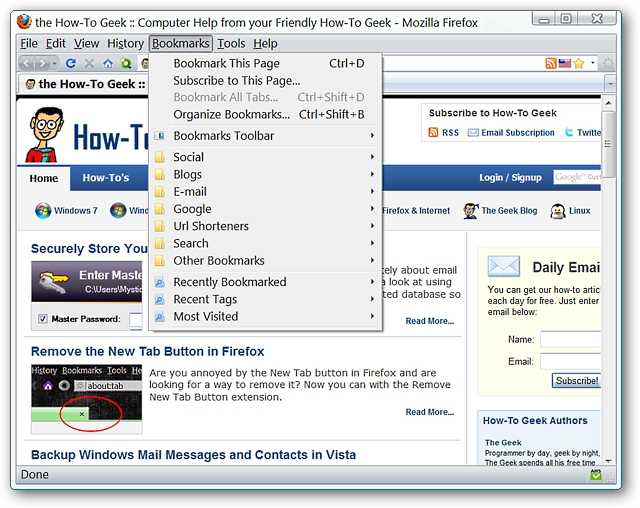 the How-To Geek :: Computer Help from your Friendly How-To Geek - Mozilla Firefox
File Edit View History Bookmarks Tools Help
the How-To Geek ::
Bookmark This Page Ctrl+D
Subscribe to This Page...
Bookmark All Tabs... Ctrl+Shift+D
Organize Bookmarks... Ctrl+Shift+B
Bookmarks Toolbar
Social
Blogs
E-mail
Google
Url Shorteners
Search
Other Bookmarks
Recently Bookmarked
Recent Tags
Most Visited
How-To
Subscribe to How-To Geek
RSS Email Subscription Twitte
Home How-To's Login / Signup Google
Windows 7 Wind Firefox & Internet The Geek Blog Linux
Securely Store You
Enter Master
C:\Users\Mystic
Master Password:
tely about email
a look at using
ted database so
Read More...
Remove the New Tab Button in Firefox
History Bookmarks Tools Help
about:tab
Are you annoyed by the New Tab button in Firefox and
are looking for a way to remove it? Now you can with the Remove
New Tab Button extension.
Read More...
Backup Windows Mail Messages and Contacts in Vista
Daily Emai
You can get our how-to artic
each day for free. Just enter
email below:
Name:
Email:
Subscribe!
How-To Geek Authors
The Geek
Programmer by day, geek by night,
The Geek spends all his free time
Done